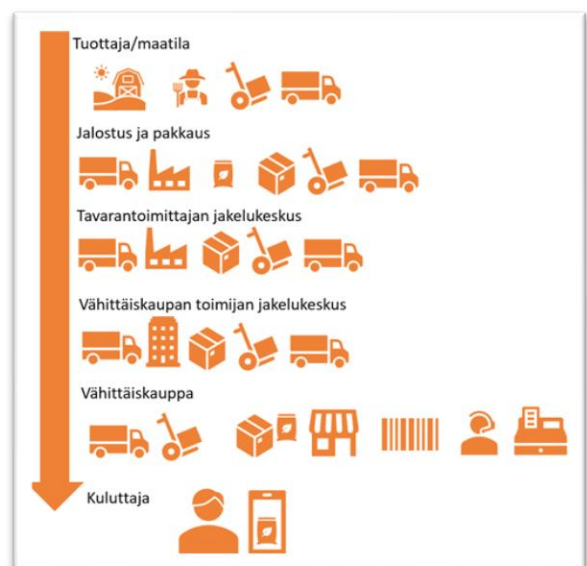 Tuottaja/maatila
Jalostus ja pakkaus
Tavarantoimittajan jakelukeskus
Vähittäiskaupan toimijan jakelukeskus
Vähittäiskauppa
Kuluttaja